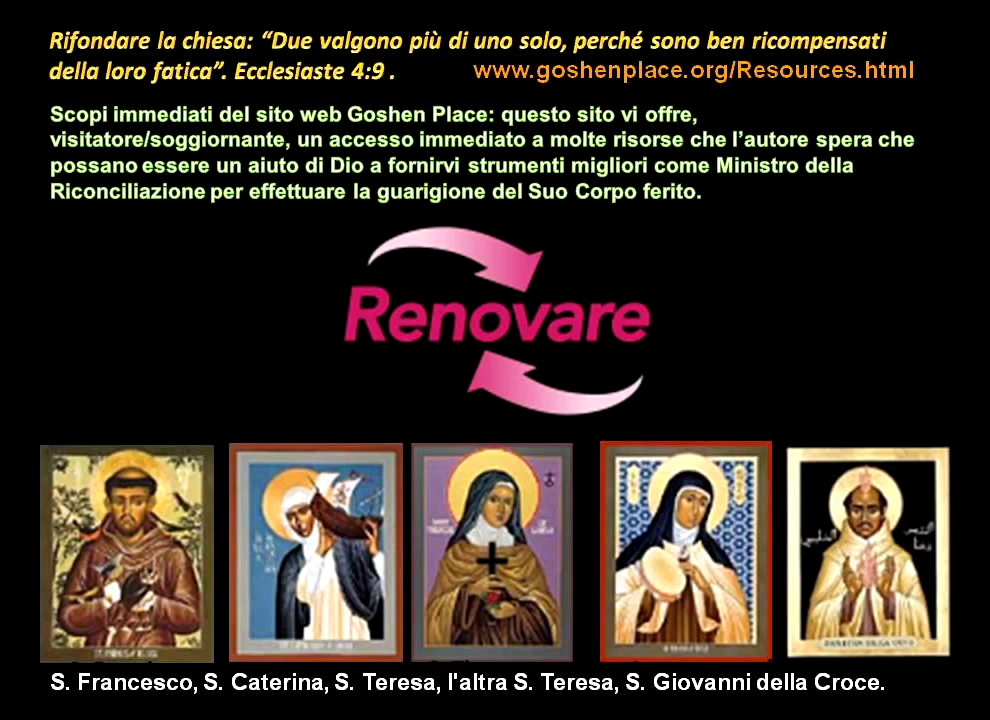 Rifondare la chiesa: “Due valgono più di uno solo, perché sono ben ricompensati
della loro fatica”. Ecclesiaste 4:9 . www.goshenplace.org/Resources.html
Scopi immediati del sito web Goshen Place: questo sito vi offre,
visitatore/soggiornante, un accesso immediato a molte risorse che l’autore spera che
possano essere un aiuto di Dio a fornirvi strumenti migliori come Ministro della
Riconciliazione per effettuare la guarigione del Suo Corpo ferito.
Renovare
S. Francesco, S. Caterina, S. Teresa, l'altra S. Teresa, S. Giovanni della Croce.